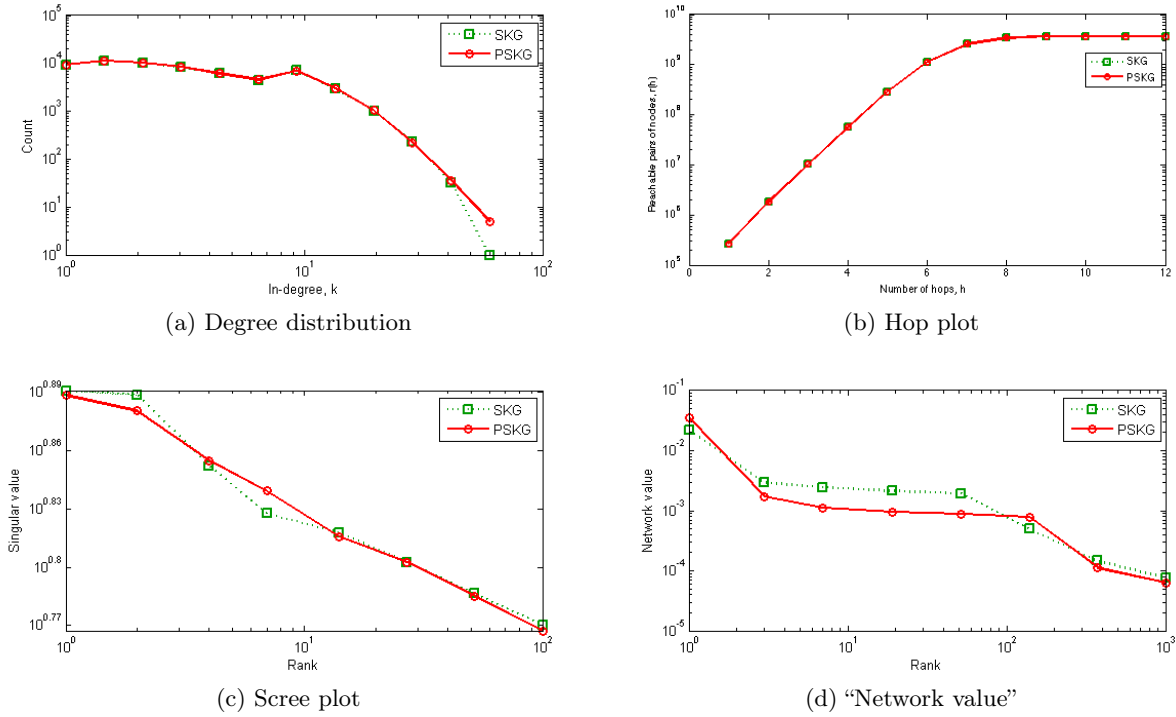 10^5
10^4
10^3
10^2
10^1
10^0
Count
SKG
PSKG
10^0
10^1
10^2
In-degree, k
(a) Degree distribution
10^10
10^9
10^8
10^7
10^6
10^5
Reachable pairs of nodes, r(h)
SKG
PSKG
0
2
4
6
8
10
12
Number of hops, h
(b) Hop plot
10^0.89
10^0.86
10^0.83
10^0.8
10^0.77
Singular value
SKG
PSKG
10^0
10^1
10^2
Rank
(c) Scree plot
10^-1
10^-2
10^-3
10^-4
10^-5
Network value
SKG
PSKG
10^0
10^1
10^2
10^3
Rank
(d) “Network value”